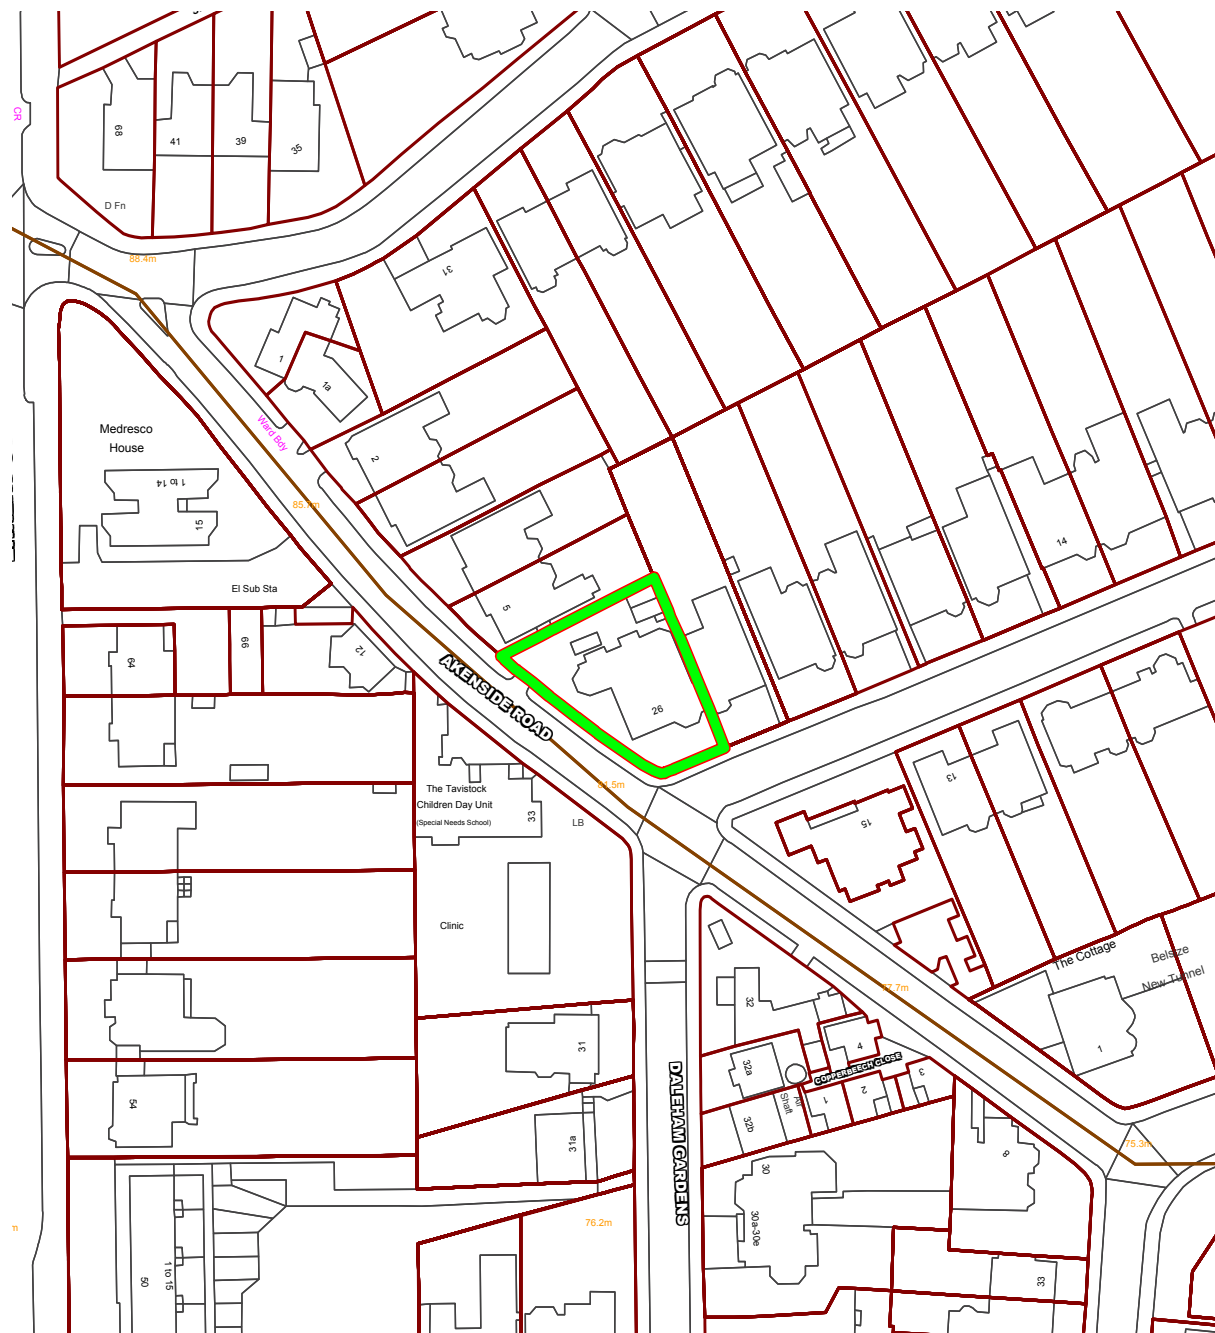 CR
68
41
39
35
D Fn
88.4m
31
1
1a
Ward Bdy
2
Medresco
House
1 to 14
15
85.7m
14
El Sub Sta
5
66
64
12
AKENSIDE ROAD
26
81.5m
The Tavistock
Children Day Unit
(Special Needs School)
33
LB
13
15
Clinic
The Cottage
Belsize
New Tunnel
77.7m
32
4
1
31
32a
COPPERBEECH CLOSE
3
2
1
Air
Shaft
54
32b
31a
DALEHAM GARDENS
75.3m
8
30
30a-30e
76.2m
50
1 to 15
33